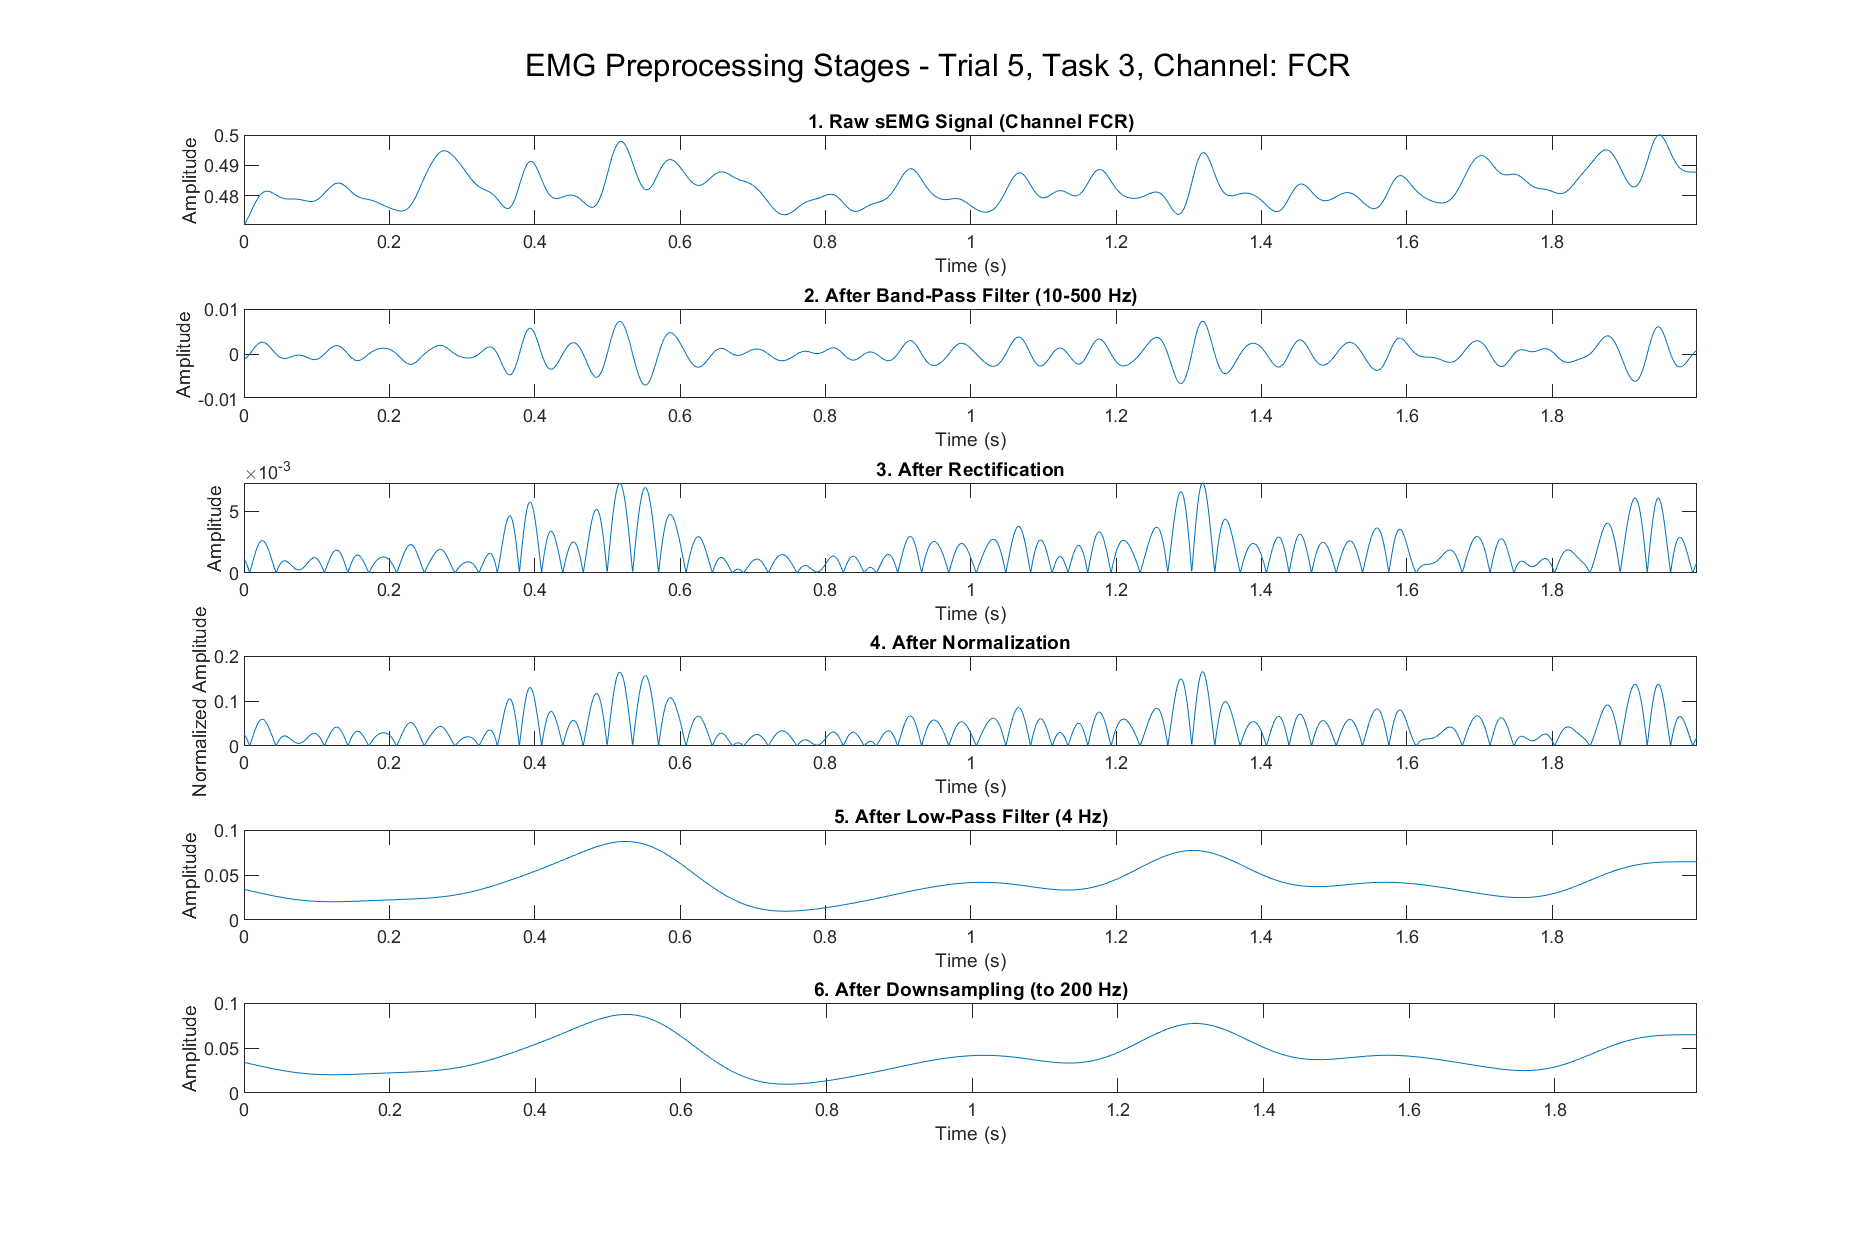 EMG Preprocessing Stages - Trial 5, Task 3, Channel: FCR
1. Raw sEMG Signal (Channel FCR)
Amplitude
0.5
0.49
0.48
0 0.2 0.4 0.6 0.8 1 1.2 1.4 1.6 1.8
Time (s)
2. After Band-Pass Filter (10-500 Hz)
Amplitude
0.01
0
-0.01
0 0.2 0.4 0.6 0.8 1 1.2 1.4 1.6 1.8
Time (s)
3. After Rectification
×10-3
Amplitude
5
0
0 0.2 0.4 0.6 0.8 1 1.2 1.4 1.6 1.8
Time (s)
4. After Normalization
Normalized Amplitude
0.2
0.1
0
0 0.2 0.4 0.6 0.8 1 1.2 1.4 1.6 1.8
Time (s)
5. After Low-Pass Filter (4 Hz)
Amplitude
0.1
0.05
0
0 0.2 0.4 0.6 0.8 1 1.2 1.4 1.6 1.8
Time (s)
6. After Downsampling (to 200 Hz)
Amplitude
0.1
0.05
0
0 0.2 0.4 0.6 0.8 1 1.2 1.4 1.6 1.8
Time (s)